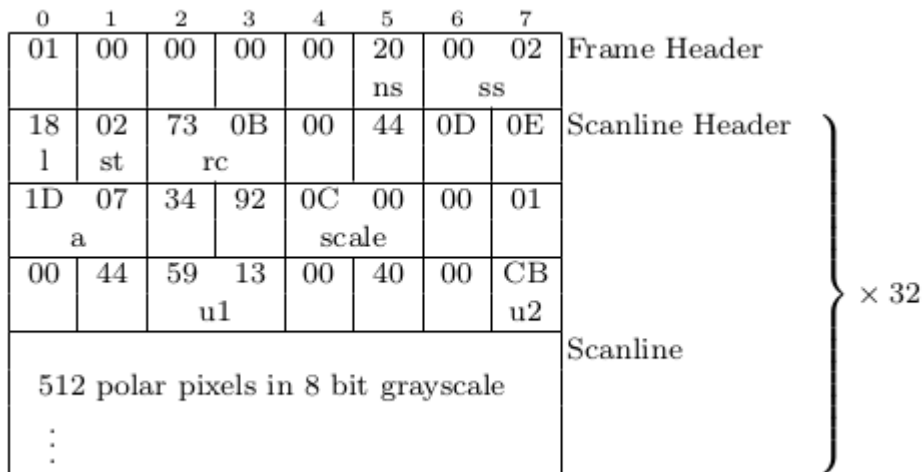 0 1 2 3 4 5 6 7
01 00 00 00 00 20 00 02 Frame Header
ns ss
18 02 73 0B 00 44 0D 0E Scanline Header
l st rc
1D 07 34 92 0C 00 00 01
a scale
00 44 59 13 00 40 00 CB
u1 u2
× 32
Scanline
512 polar pixels in 8 bit grayscale
⋮